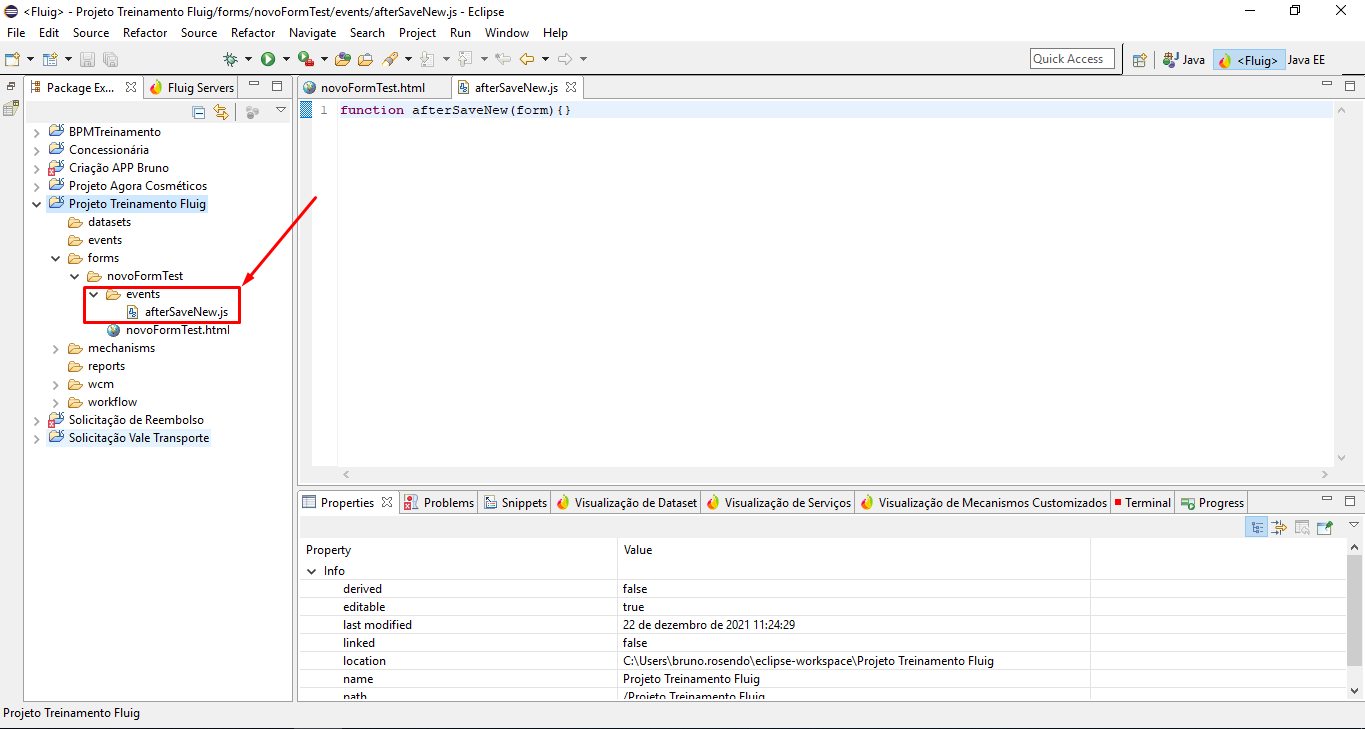 <Fluig> - Projeto Treinamento Fluig/forms/novoFormTest/events/afterSaveNew.js - Eclipse
File Edit Source Refactor Source Refactor Navigate Search Project Run Window Help
Quick Access Java <Fluig> Java EE
Package Ex... Fluig Servers
novoFormTest.html afterSaveNew.js
1 function afterSaveNew(form){}
BPMTreinamento
Concessionária
Criação APP Bruno
Projeto Agora Cosméticos
Projeto Treinamento Fluig
datasets
events
forms
novoFormTest
events
afterSaveNew.js
novoFormTest.html
mechanisms
reports
wcm
workflow
Solicitação de Reembolso
Solicitação Vale Transporte
Properties Problems Snippets Visualização de Dataset Visualização de Serviços Visualização de Mecanismos Customizados Terminal Progress
Property Value
Info
derived false
editable true
last modified 22 de dezembro de 2021 11:24:29
linked false
location C:\Users\bruno.rosendo\eclipse-workspace\Projeto Treinamento Fluig
name Projeto Treinamento Fluig
path /Projeto Treinamento Fluig
Projeto Treinamento Fluig